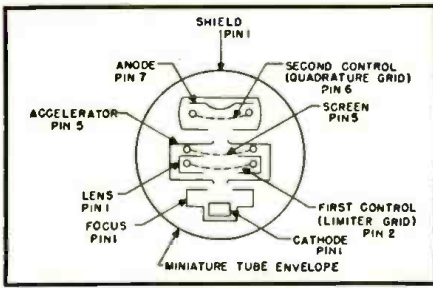 SHIELD
PIN 1
ANODE
PIN 7
SECOND CONTROL
(QUADRATURE GRID)
PIN 6
ACCELERATOR
PIN 5
SCREEN
PIN 5
LENS
PIN 1
FIRST CONTROL
(LIMITER GRID)
PIN 2
FOCUS
PIN 1
CATHODE
PIN 1
MINIATURE TUBE ENVELOPE